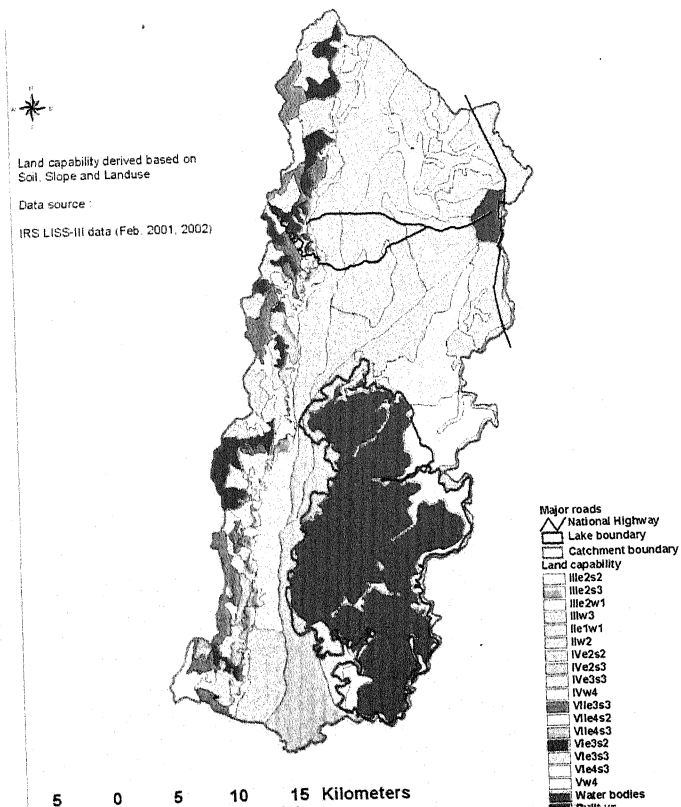 N
Land capability derived based on
Soil, Slope and Landuse
Data source :
IRS LISS-III data (Feb. 2001, 2002)
Major roads
National Highway
Lake boundary
Catchment boundary
Land capability
IIIe2s2
IIIe2s3
IIIe2w1
IIIw3
IIe1w1
IIw2
IVe2s2
IVe2s3
IVe3s3
IVw4
VIIe3s3
VIIe4s2
VIIe4s3
VIe3s2
VIe3s3
VIe4s3
Vw4
Water bodies
5 0 5 10 15 Kilometers